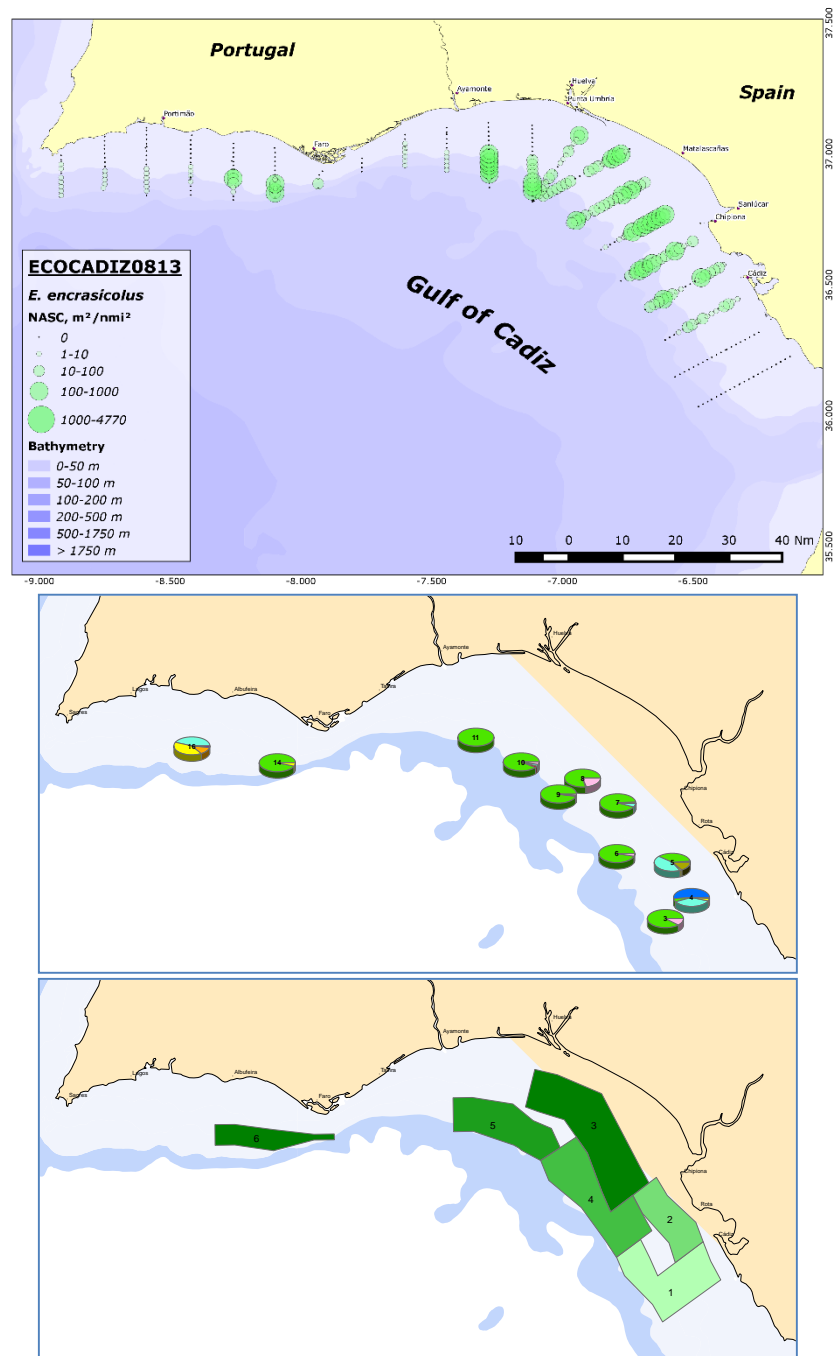 37.500
Portugal
Huelva
Ayamonte
Punta Umbría
Spain
Portimão
Faro
37.000
Matalascañas
Sanlúcar
Chipiona
ECOCADIZ0813
E. encrasicolus
NASC, m²/nmi²
0
1-10
10-100
100-1000
1000-4770
Bathymetry
0-50 m
50-100 m
100-200 m
200-500 m
500-1750 m
> 1750 m
Gulf of Cadiz
Cádiz
36.500
36.000
35.500
10 0 10 20 30 40 Nm
-9.000 -8.500 -8.000 -7.500 -7.000 -6.500
Huelva
Ayamonte
Lagos
Albufeira
Tavira
Sagres
Faro
11
16
14
10
8
9
7
Chipiona
Rota
6
5
Cádiz
4
3
Huelva
Ayamonte
Lagos
Albufeira
Tavira
Sagres
Faro
5
3
6
Chipiona
4
2
Rota
Cádiz
1